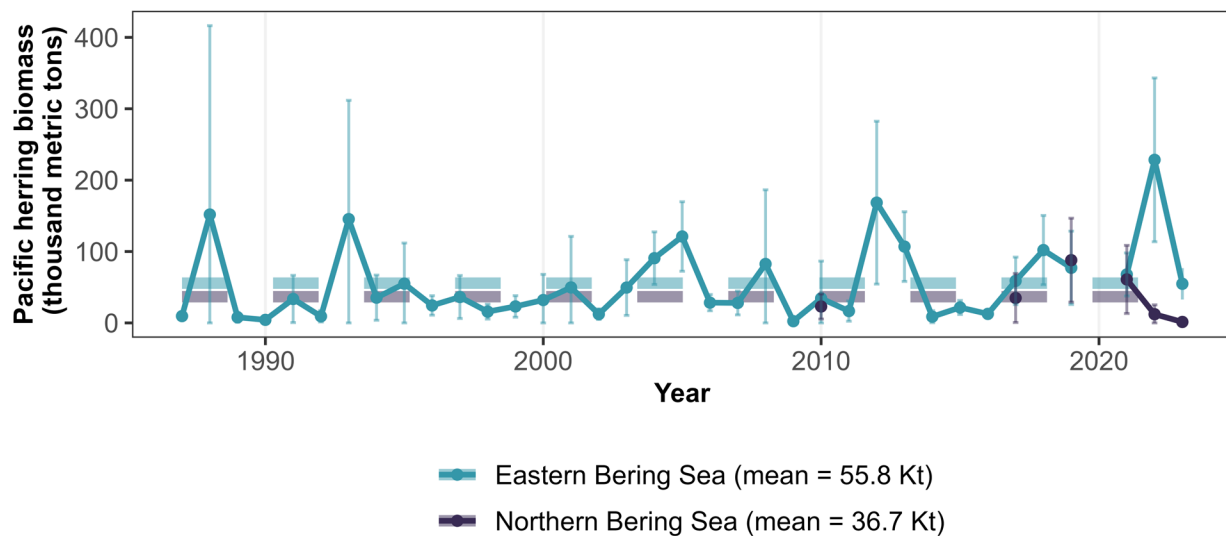 Pacific herring biomass
(thousand metric tons)
400
300
200
100
0
1990
2000
2010
2020
Year
Eastern Bering Sea (mean = 55.8 Kt)
Northern Bering Sea (mean = 36.7 Kt)